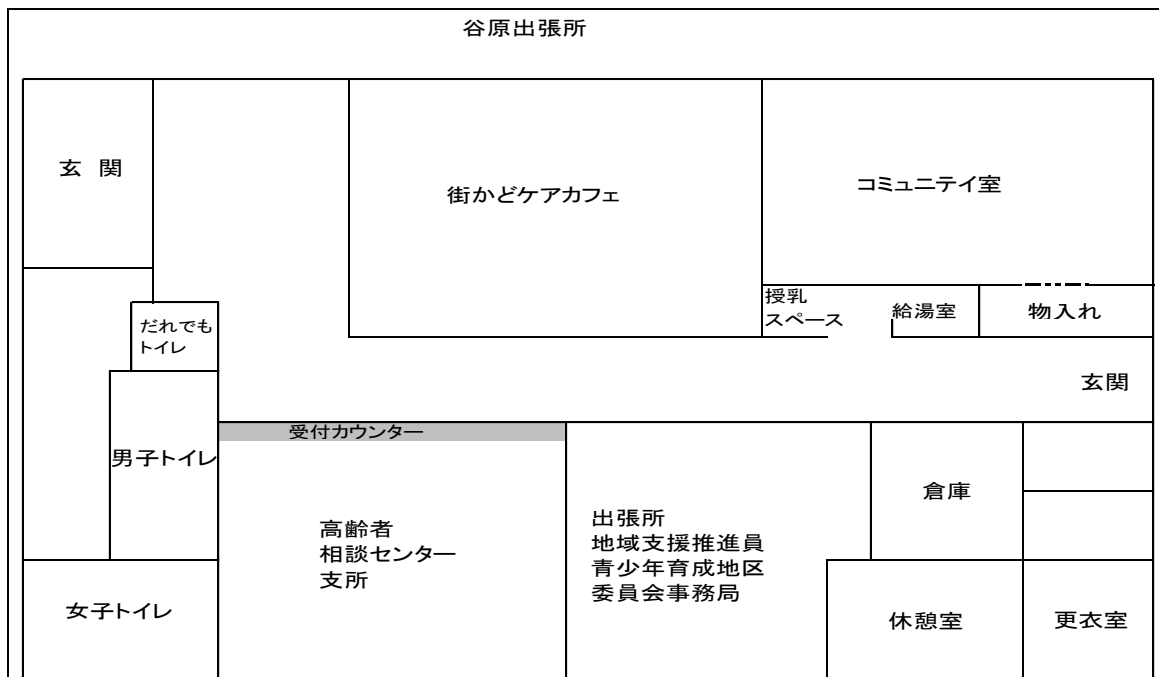 谷原出張所
玄 関
街かどケアカフェ
コミュニテイ室
授乳
スペース
給湯室
物入れ
だれでも
トイレ
玄関
受付カウンター
男子トイレ
高齢者
相談センター
支所
出張所
地域支援推進員
青少年育成地区
委員会事務局
倉庫
女子トイレ
休憩室
更衣室